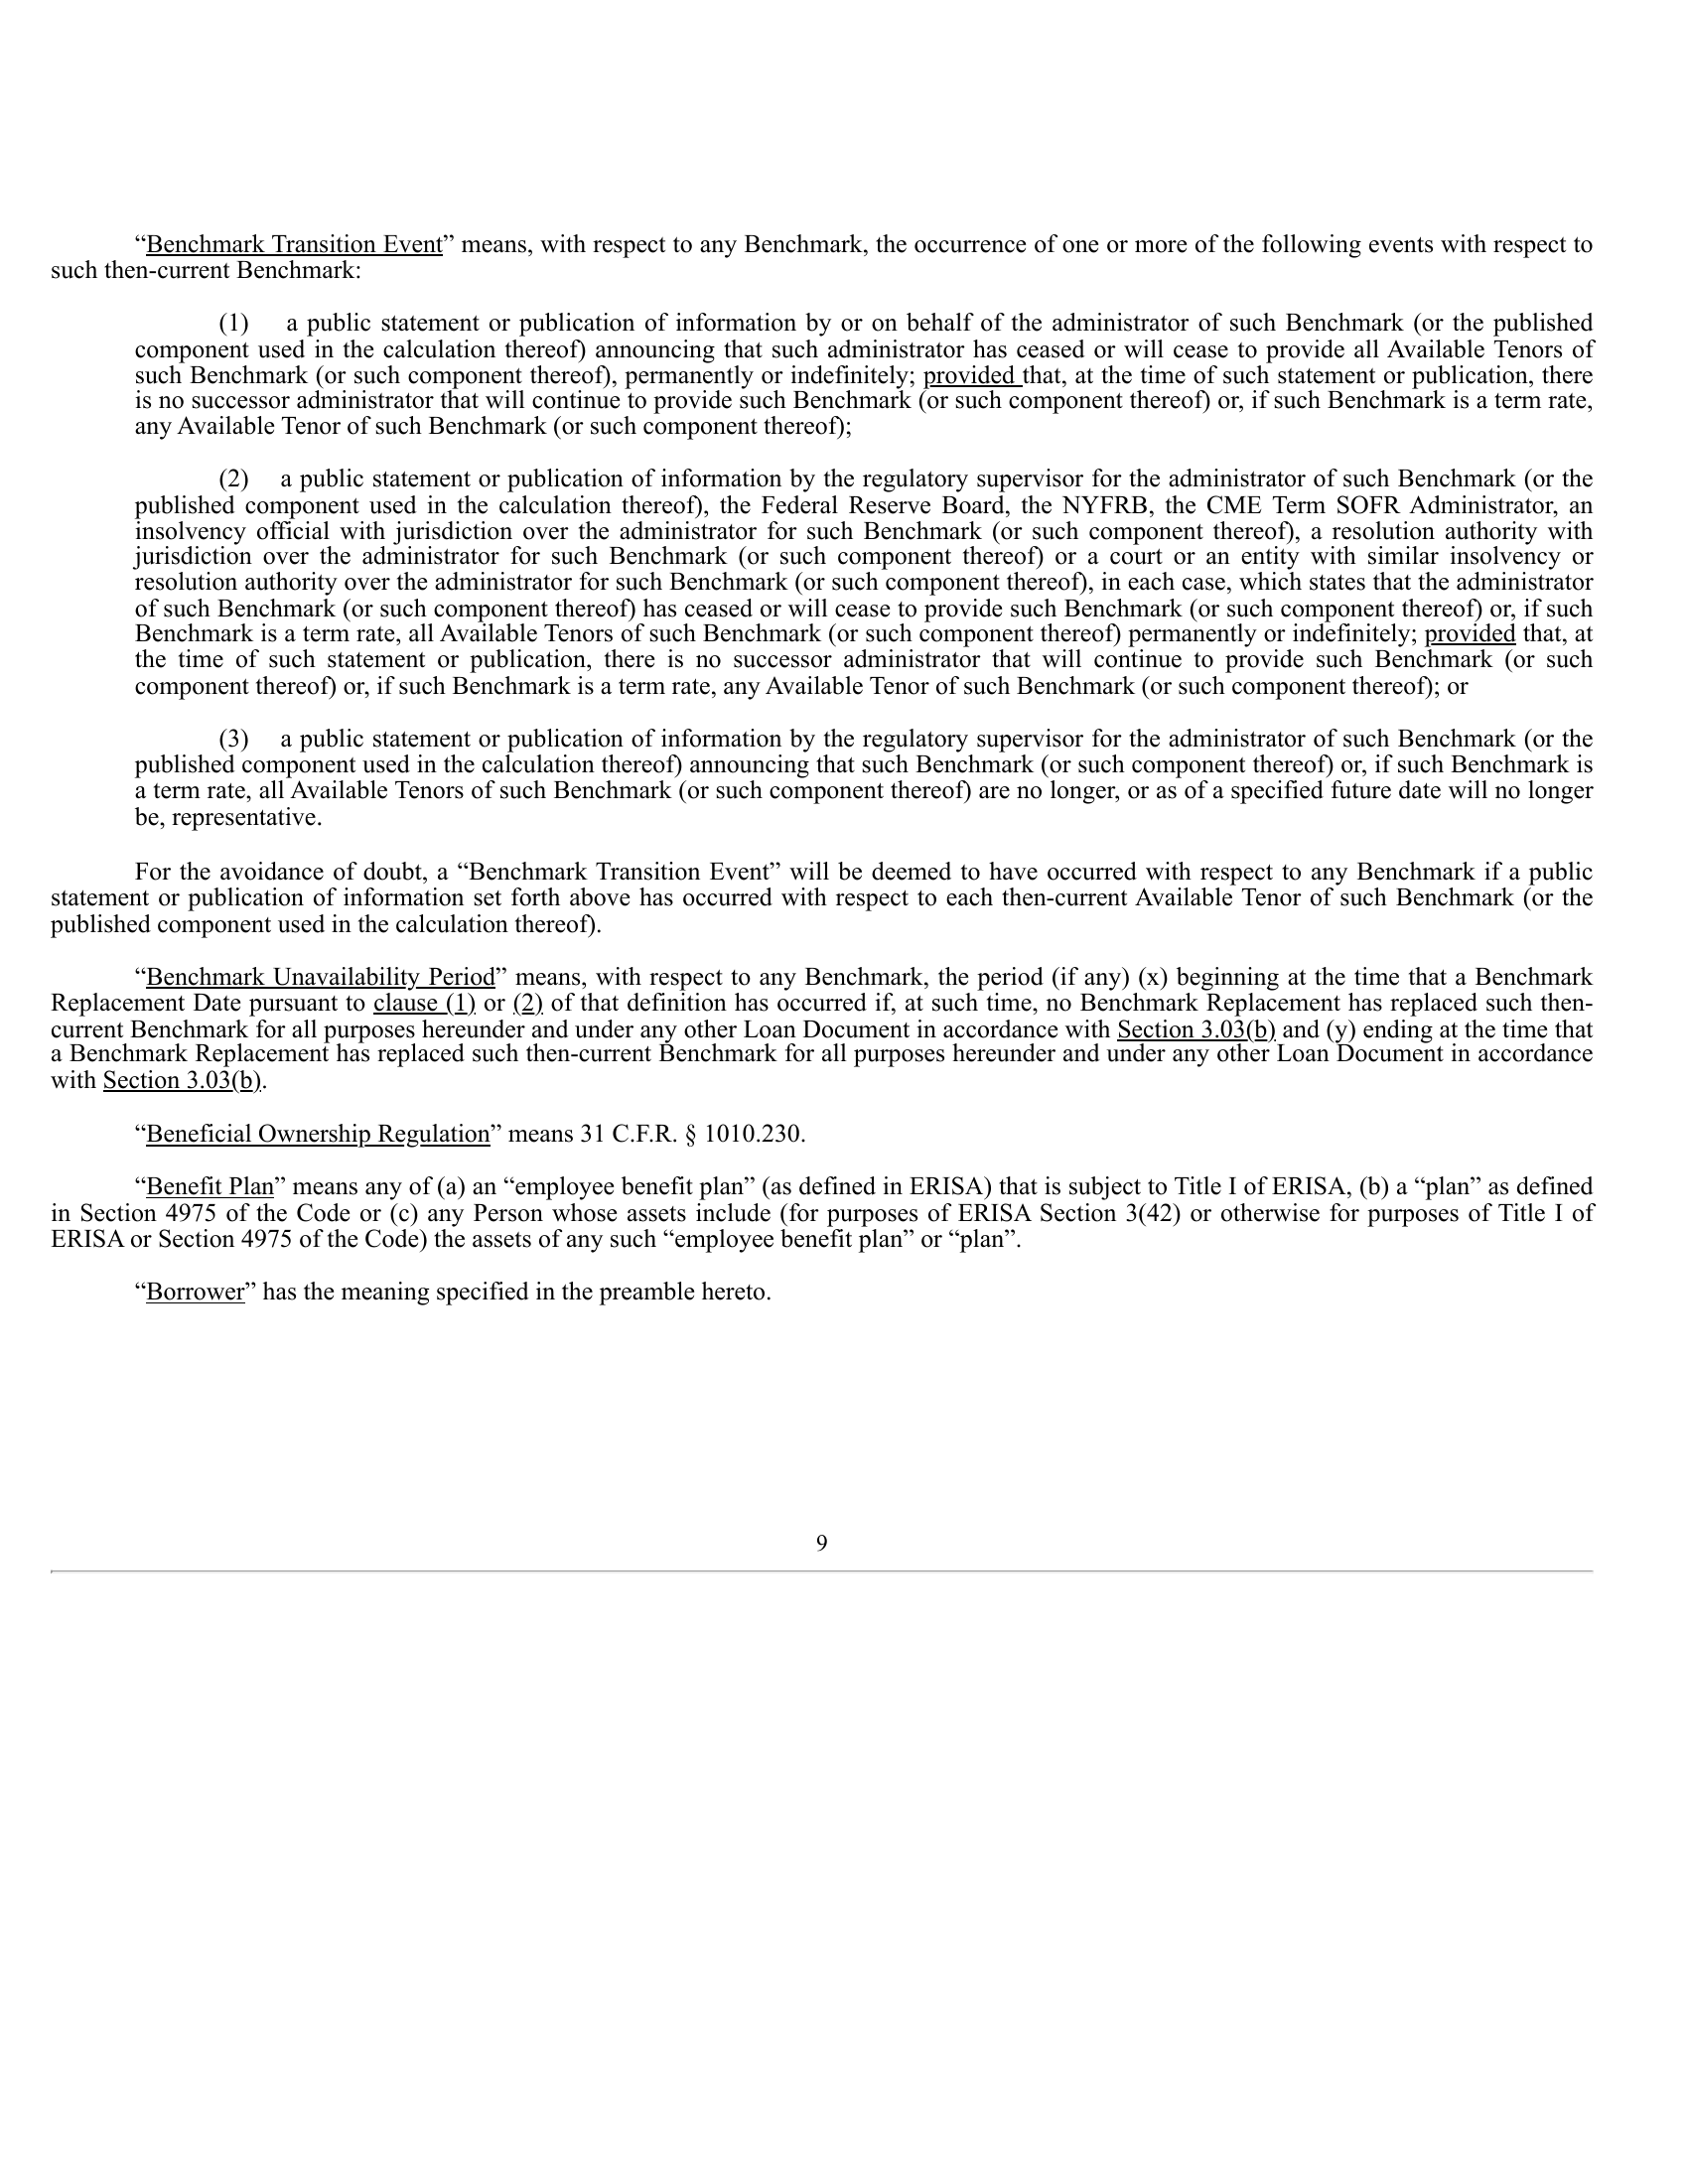 “Benchmark Transition Event” means, with respect to any Benchmark, the occurrence of one or more of the following events with respect to
such then-current Benchmark:
(1) a public statement or publication of information by or on behalf of the administrator of such Benchmark (or the published
component used in the calculation thereof) announcing that such administrator has ceased or will cease to provide all Available Tenors of
such Benchmark (or such component thereof), permanently or indefinitely; provided that, at the time of such statement or publication, there
is no successor administrator that will continue to provide such Benchmark (or such component thereof) or, if such Benchmark is a term rate,
any Available Tenor of such Benchmark (or such component thereof);
(2) a public statement or publication of information by the regulatory supervisor for the administrator of such Benchmark (or the
published component used in the calculation thereof), the Federal Reserve Board, the NYFRB, the CME Term SOFR Administrator, an
insolvency official with jurisdiction over the administrator for such Benchmark (or such component thereof), a resolution authority with
jurisdiction over the administrator for such Benchmark (or such component thereof) or a court or an entity with similar insolvency or
resolution authority over the administrator for such Benchmark (or such component thereof), in each case, which states that the administrator
of such Benchmark (or such component thereof) has ceased or will cease to provide such Benchmark (or such component thereof) or, if such
Benchmark is a term rate, all Available Tenors of such Benchmark (or such component thereof) permanently or indefinitely; provided that, at
the time of such statement or publication, there is no successor administrator that will continue to provide such Benchmark (or such
component thereof) or, if such Benchmark is a term rate, any Available Tenor of such Benchmark (or such component thereof); or
(3) a public statement or publication of information by the regulatory supervisor for the administrator of such Benchmark (or the
published component used in the calculation thereof) announcing that such Benchmark (or such component thereof) or, if such Benchmark is
a term rate, all Available Tenors of such Benchmark (or such component thereof) are no longer, or as of a specified future date will no longer
be, representative.
For the avoidance of doubt, a “Benchmark Transition Event” will be deemed to have occurred with respect to any Benchmark if a public
statement or publication of information set forth above has occurred with respect to each then-current Available Tenor of such Benchmark (or the
published component used in the calculation thereof).
“Benchmark Unavailability Period” means, with respect to any Benchmark, the period (if any) (x) beginning at the time that a Benchmark
Replacement Date pursuant to clause (1) or (2) of that definition has occurred if, at such time, no Benchmark Replacement has replaced such then-
current Benchmark for all purposes hereunder and under any other Loan Document in accordance with Section 3.03(b) and (y) ending at the time that
a Benchmark Replacement has replaced such then-current Benchmark for all purposes hereunder and under any other Loan Document in accordance
with Section 3.03(b).
“Beneficial Ownership Regulation” means 31 C.F.R. § 1010.230.
“Benefit Plan” means any of (a) an “employee benefit plan” (as defined in ERISA) that is subject to Title I of ERISA, (b) a “plan” as defined
in Section 4975 of the Code or (c) any Person whose assets include (for purposes of ERISA Section 3(42) or otherwise for purposes of Title I of
ERISA or Section 4975 of the Code) the assets of any such “employee benefit plan” or “plan”.
“Borrower” has the meaning specified in the preamble hereto.
9